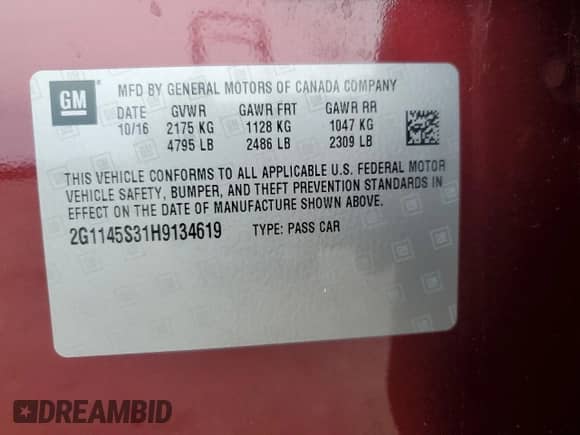 GM
MFD BY GENERAL MOTORS OF CANADA COMPANY
DATE GVWR GAWR FRT GAWR RR
10/16 2175 KG 1128 KG 1047 KG
4795 LB 2486 LB 2309 LB
THIS VEHICLE CONFORMS TO ALL APPLICABLE U.S. FEDERAL MOTOR
VEHICLE SAFETY, BUMPER, AND THEFT PREVENTION STANDARDS IN
EFFECT ON THE DATE OF MANUFACTURE SHOWN ABOVE.
2G1145S31H9134619 TYPE: PASS CAR
DREAMBID